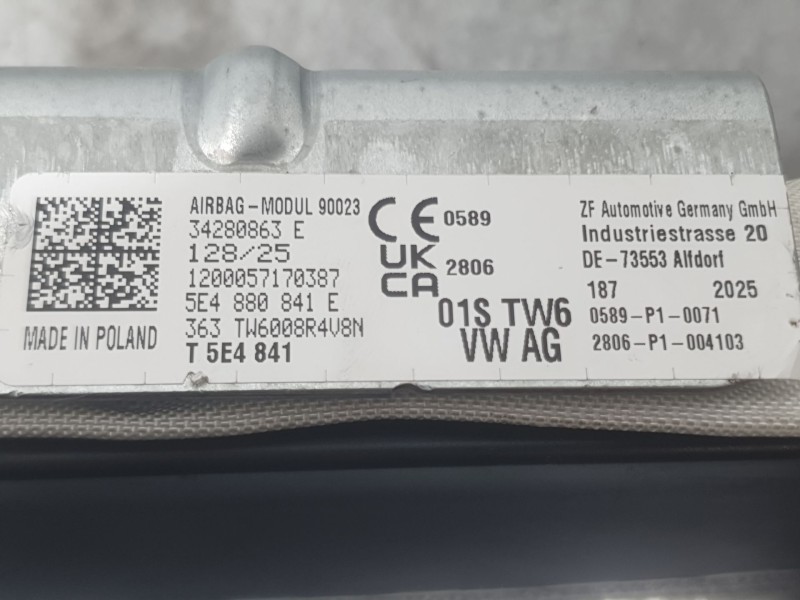 AIRBAG-MODUL 90023
34280863 E
128/25
1200057170387
5E4 880 841 E
363 TW6008R4V8N
T 5E4 841
MADE IN POLAND
CE 0589
UKCA 2806
01S TW6
VW AG
ZF Automotive Germany GmbH
Industriestrasse 20
DE-73553 Alfdorf
187 2025
0589-P1-0071
2806-P1-004103